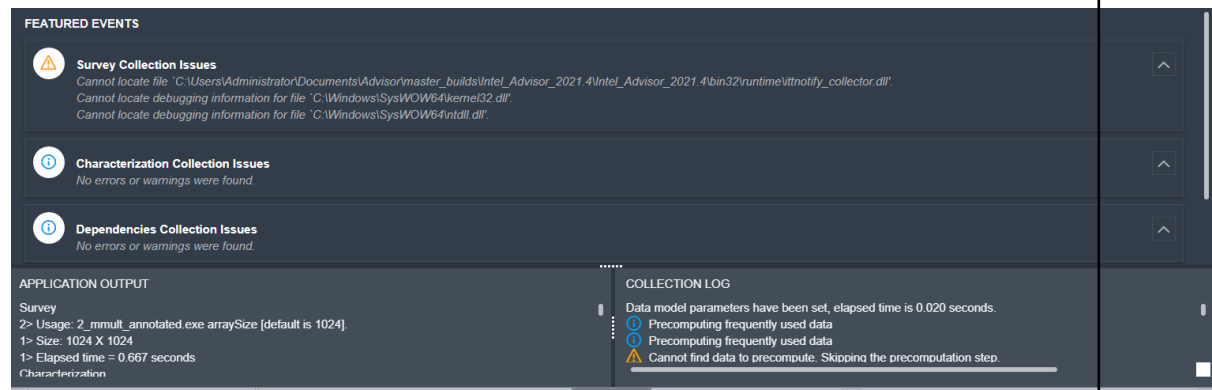 FEATURED EVENTS
Survey Collection Issues
Cannot locate file `C:\Users\Administrator\Documents\Advisor\master_builds\Intel_Advisor_2021.4\Intel_Advisor_2021.4\bin32\runtime\ittnotify_collector.dll'.
Cannot locate debugging information for file `C:\Windows\SysWOW64\kernel32.dll'.
Cannot locate debugging information for file `C:\Windows\SysWOW64\ntdll.dll'.
Characterization Collection Issues
No errors or warnings were found.
Dependencies Collection Issues
No errors or warnings were found.
APPLICATION OUTPUT
Survey
2> Usage: 2_mmult_annotated.exe arraySize [default is 1024].
1> Size: 1024 X 1024
1> Elapsed time = 0.667 seconds
Characterization
COLLECTION LOG
Data model parameters have been set, elapsed time is 0.020 seconds.
Precomputing frequently used data
Precomputing frequently used data
Cannot find data to precompute. Skipping the precomputation step.